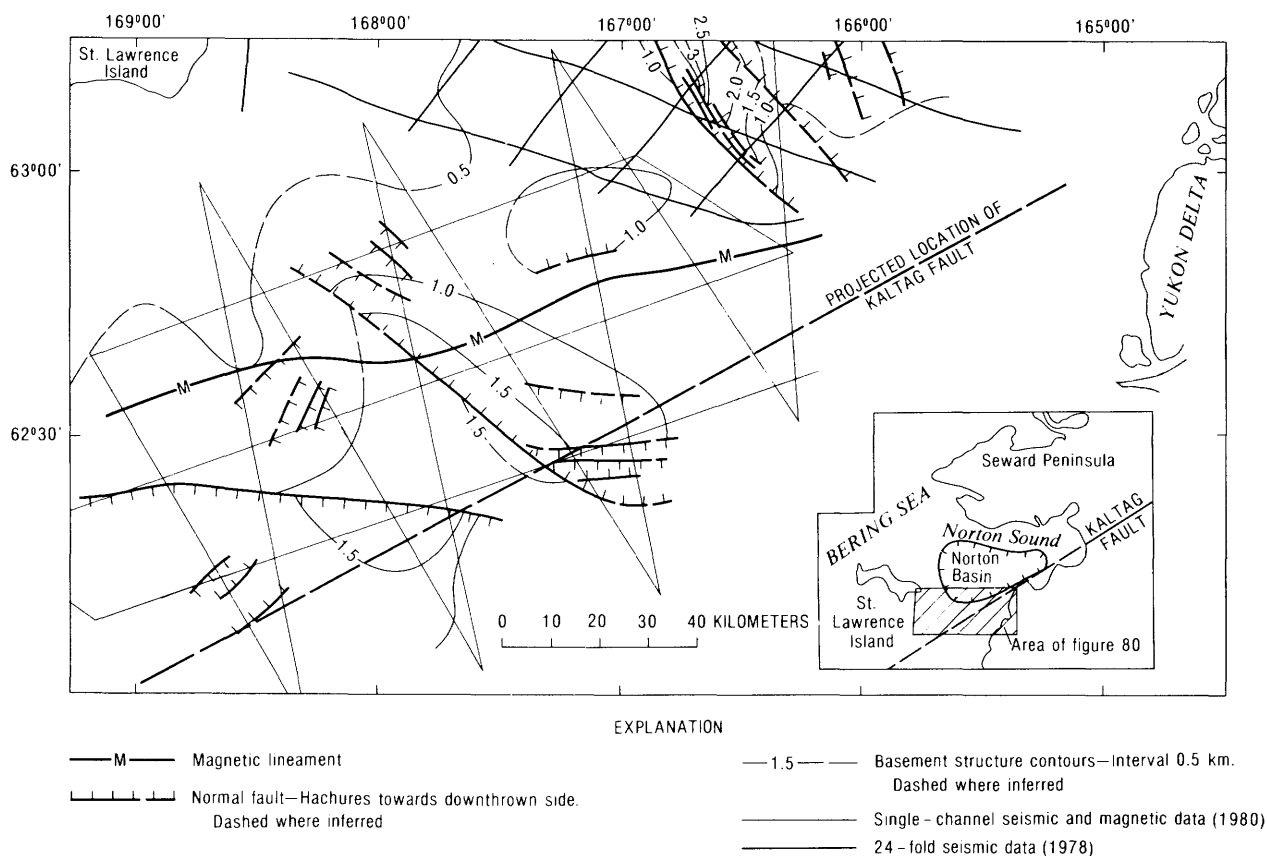 169°00'
168°00'
167°00'
166°00'
165°00'
St. Lawrence
Island
63°00'
62°30'
0.5
1.0
2.5
3
2.0
1.5
1.0
1.0
1.0
1.5
1.5
1.5
M
M
M
PROJECTED LOCATION OF
KALTAG FAULT
YUKON DELTA
0 10 20 30 40 KILOMETERS
Seward Peninsula
BERING SEA
Norton Sound
Norton
Basin
KALTAG
FAULT
St.
Lawrence
Island
Area of figure 80
EXPLANATION
M Magnetic lineament
Normal fault—Hachures towards downthrown side.
Dashed where inferred
1.5 Basement structure contours—Interval 0.5 km.
Dashed where inferred
Single-channel seismic and magnetic data (1980)
24-fold seismic data (1978)